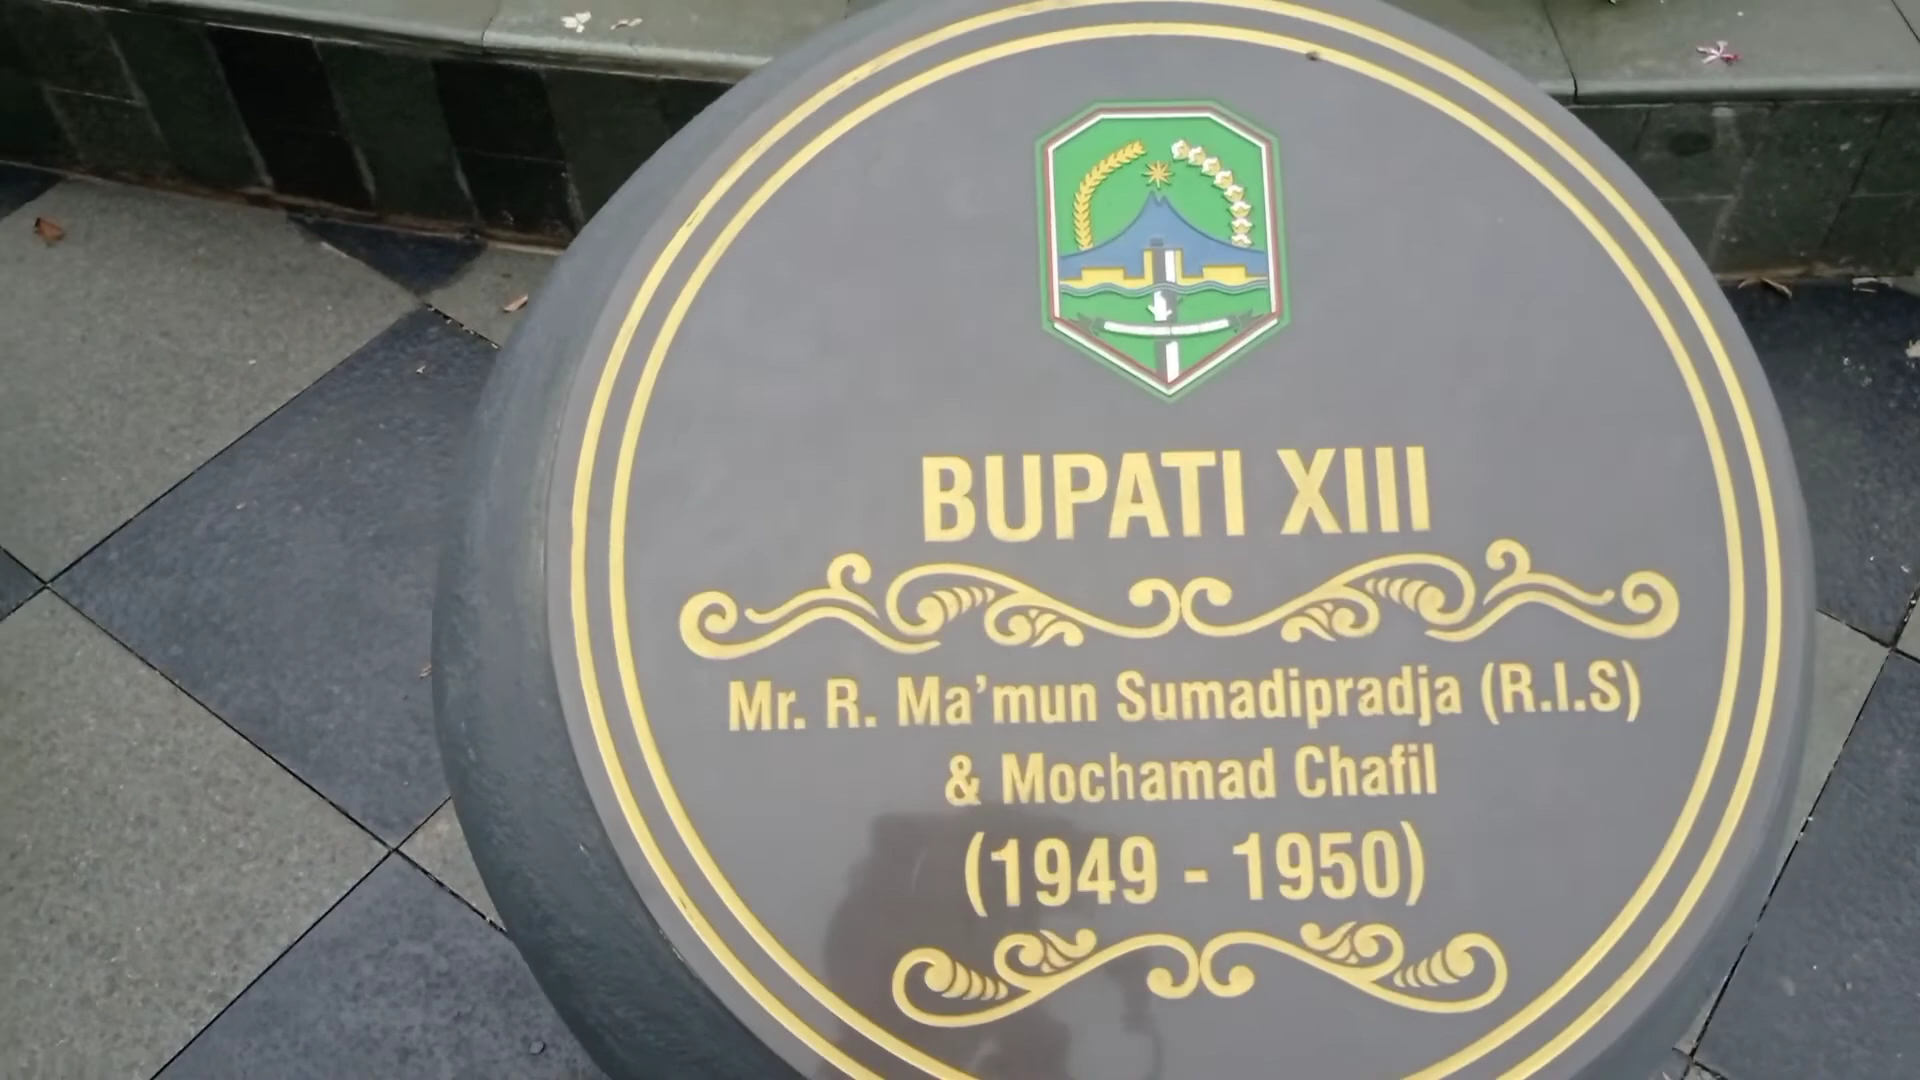 BUPATI XIII
Mr. R. Ma'mun Sumadipradja (R.I.S)
& Mochamad Chafil
(1949 - 1950)